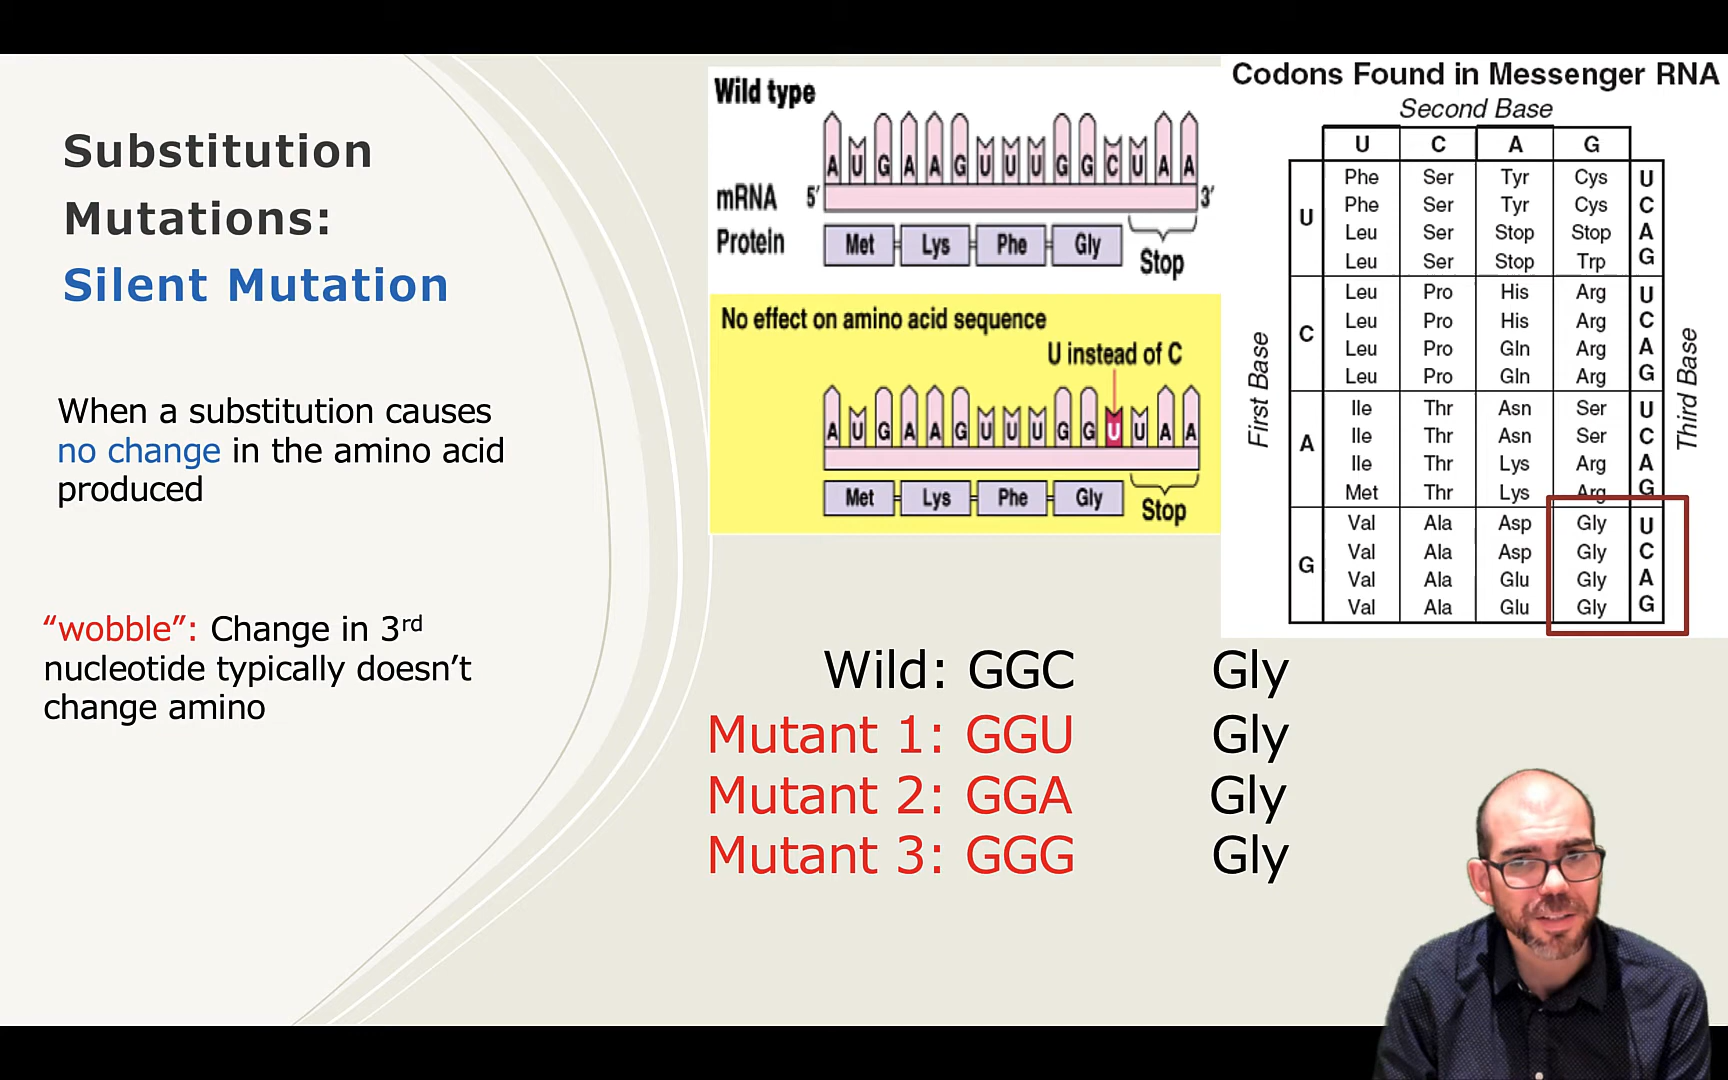 Substitution
Mutations:
Silent Mutation
When a substitution causes
no change in the amino acid
produced
“wobble”: Change in 3rd
nucleotide typically doesn’t
change amino
Wild type
A U G A A G U U U G G C U A A
mRNA 5′ 3′
Protein Met Lys Phe Gly
Stop
No effect on amino acid sequence
U instead of C
A U G A A G U U U G G U U A A
Met Lys Phe Gly
Stop
Codons Found in Messenger RNA
Second Base
U C A G
First Base
Third Base
U
Phe Ser Tyr Cys U
Phe Ser Tyr Cys C
Leu Ser Stop Stop A
Leu Ser Stop Trp G
C
Leu Pro His Arg U
Leu Pro His Arg C
Leu Pro Gln Arg A
Leu Pro Gln Arg G
A
Ile Thr Asn Ser U
Ile Thr Asn Ser C
Ile Thr Lys Arg A
Met Thr Lys Arg G
G
Val Ala Asp Gly U
Val Ala Asp Gly C
Val Ala Glu Gly A
Val Ala Glu Gly G
Wild: GGC Gly
Mutant 1: GGU Gly
Mutant 2: GGA Gly
Mutant 3: GGG Gly